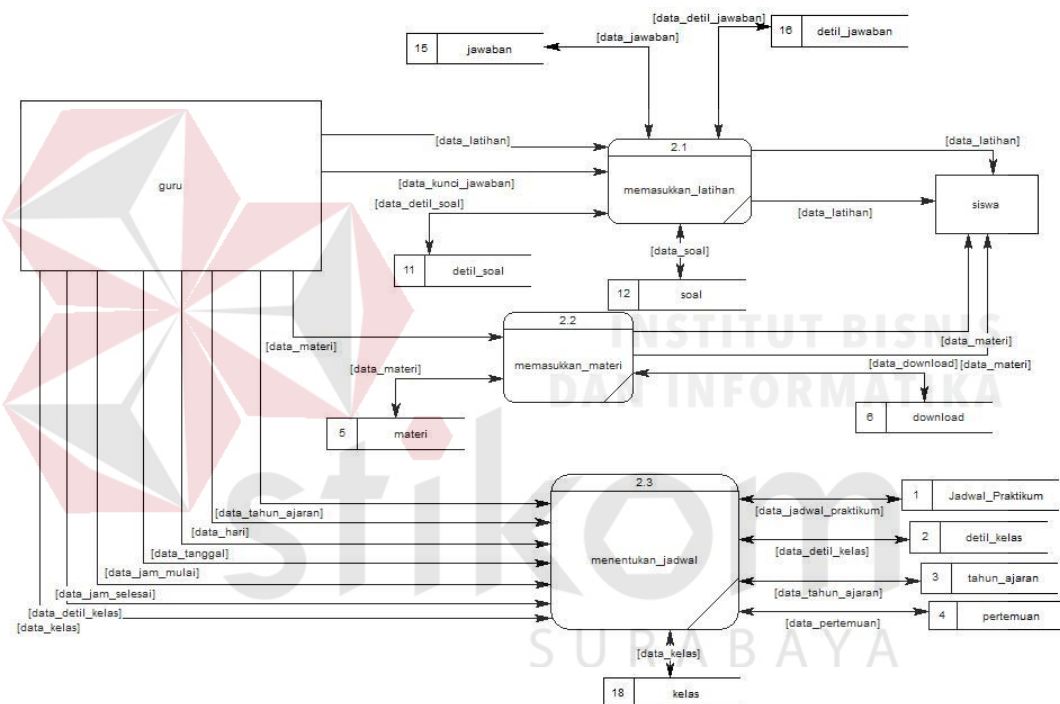 [data_detil_jawaban]
16 detil_jawaban
[data_jawaban]
15 jawaban
guru
[data_latihan]
2.1
memasukkan_latihan
[data_latihan]
[data_kunci_jawaban]
siswa
[data_detil_soal]
[data_latihan]
[data_soal]
11 detil_soal
12 soal
2.2
memasukkan_materi
INSTITUT BISNIS
DAN INFORMATIKA
[data_materi]
[data_materi]
[data_materi]
[data_download]
[data_materi]
5 materi
6 download
stikom
SURABAYA
2.3
menentukan_jadwal
[data_tahun_ajaran]
[data_hari]
[data_tanggal]
[data_jam_mulai]
[data_jam_selesai]
[data_detil_kelas]
[data_kelas]
1 Jadwal_Praktikum
[data_jadwal_praktikum]
2 detil_kelas
[data_detil_kelas]
3 tahun_ajaran
[data_tahun_ajaran]
4 pertemuan
[data_pertemuan]
[data_kelas]
18 kelas